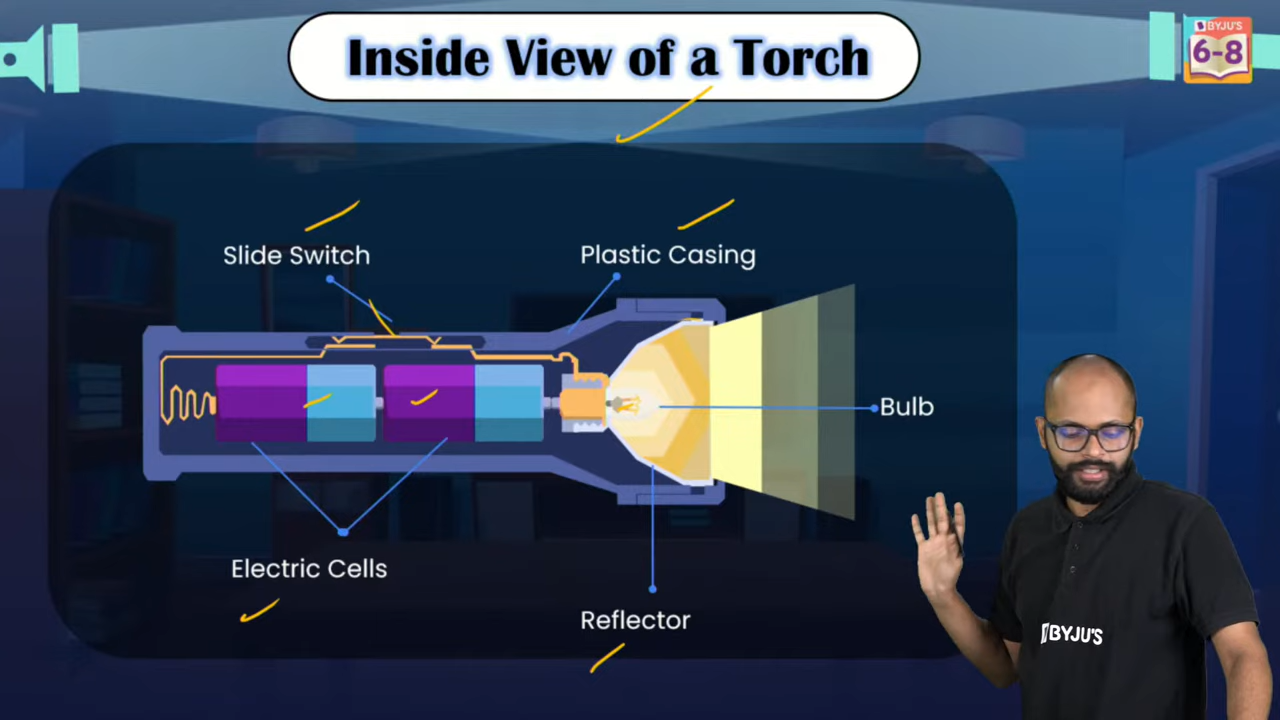 Inside View of a Torch
BYJU'S
6-8
Slide Switch
Plastic Casing
Bulb
Electric Cells
Reflector
BYJU'S